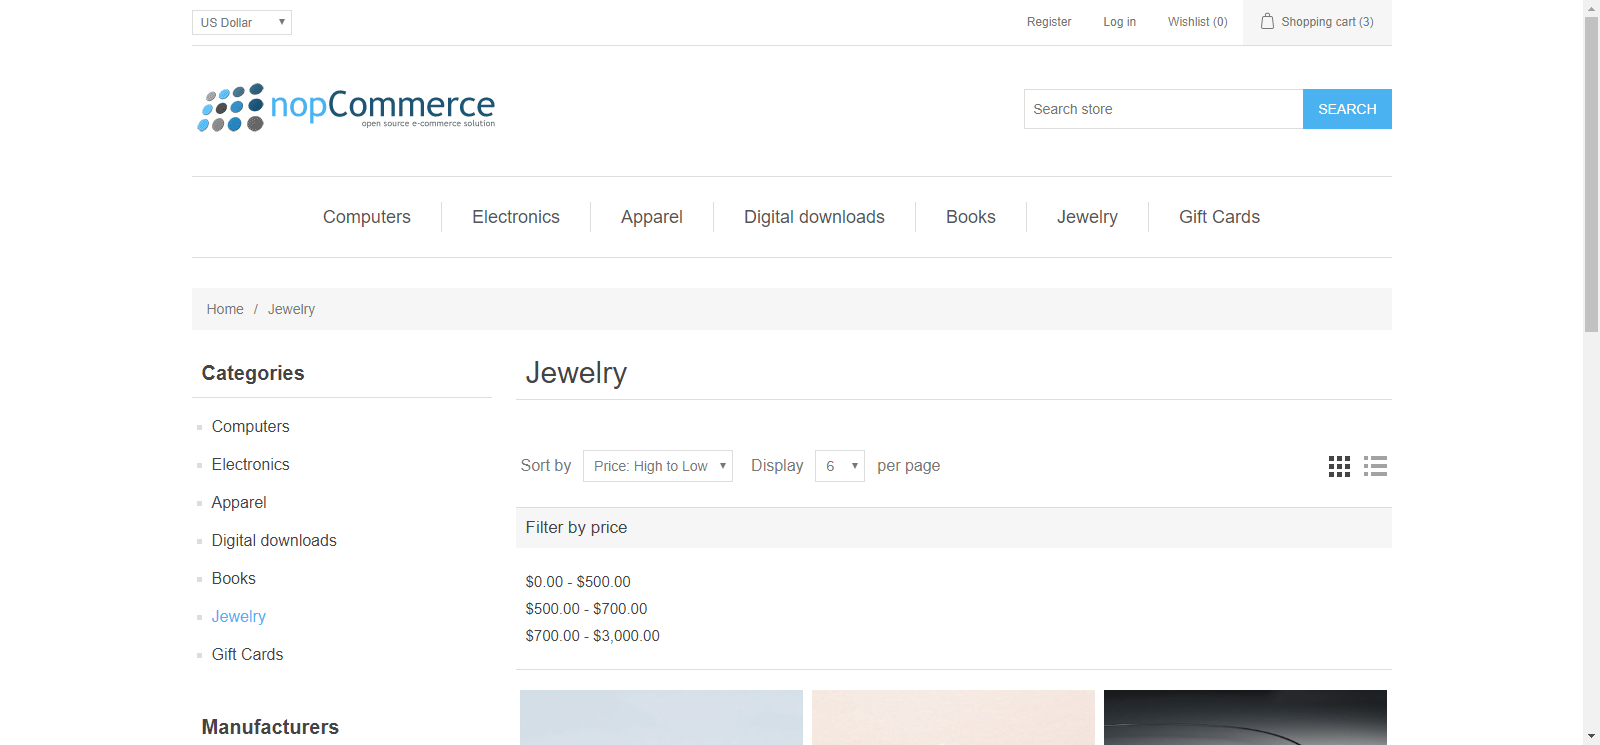 US Dollar
Register
Log in
Wishlist (0)
Shopping cart (3)
nopCommerce
open source e-commerce solution
Search store
SEARCH
Computers
Electronics
Apparel
Digital downloads
Books
Jewelry
Gift Cards
Home / Jewelry
Categories
Computers
Electronics
Apparel
Digital downloads
Books
Jewelry
Gift Cards
Manufacturers
Jewelry
Sort by Price: High to Low Display 6 per page
Filter by price
$0.00 - $500.00
$500.00 - $700.00
$700.00 - $3,000.00